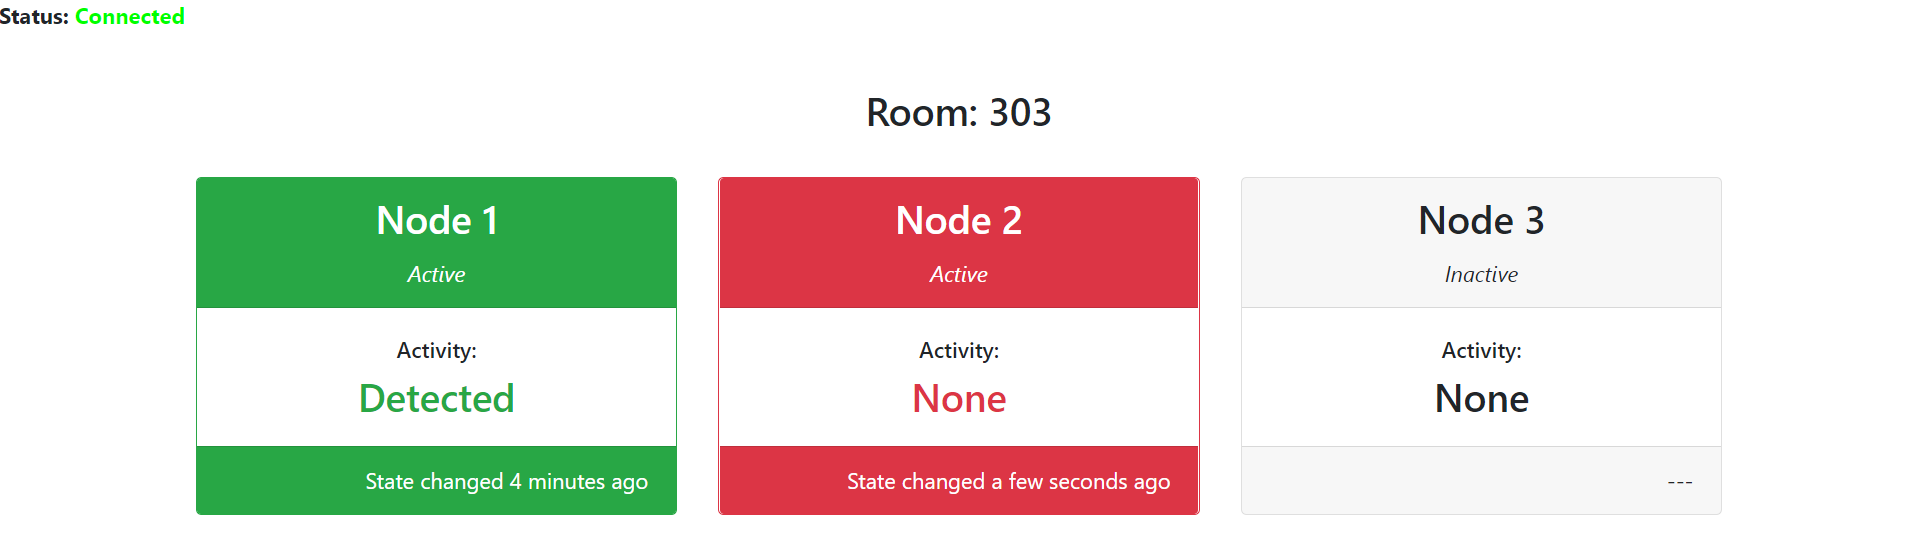 Status: Connected
Room: 303
Node 1
Active
Activity:
Detected
State changed 4 minutes ago
Node 2
Active
Activity:
None
State changed a few seconds ago
Node 3
Inactive
Activity:
None
---